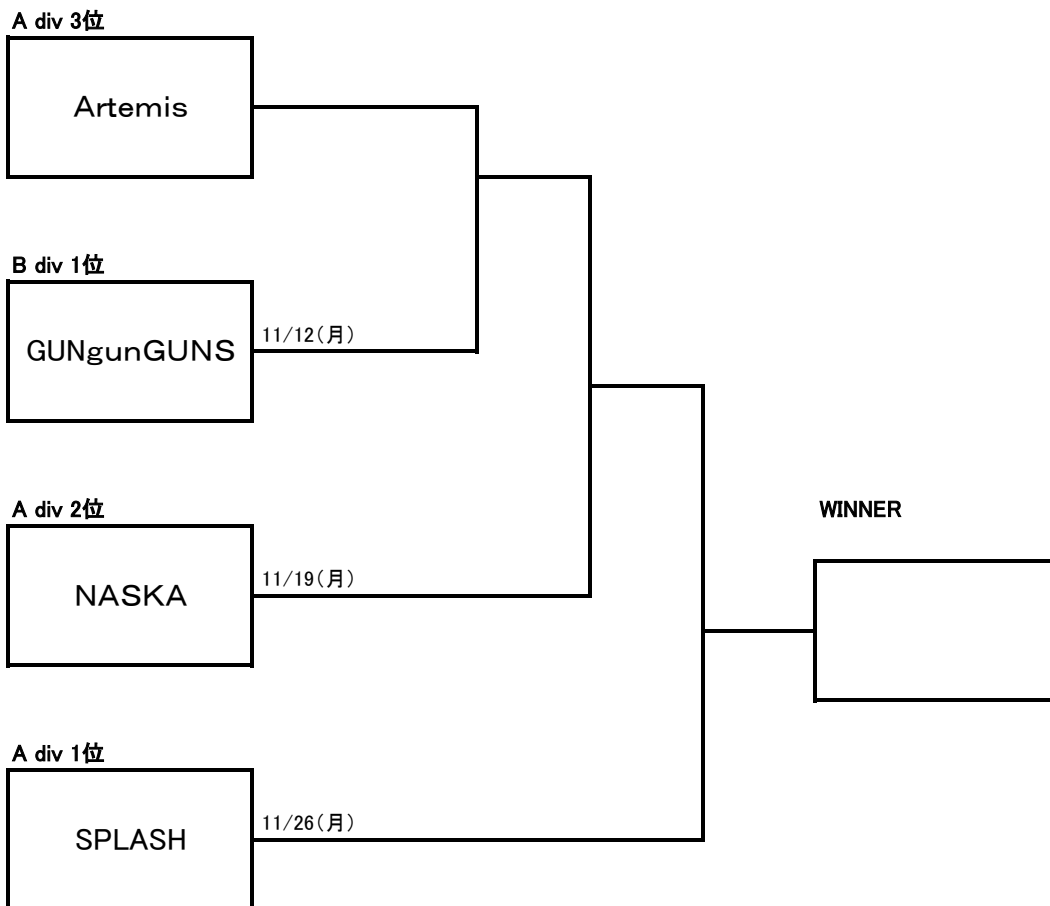 A div 3位
Artemis
B div 1位
GUNgunGUNS
11/12(月)
A div 2位
NASKA
11/19(月)
WINNER
A div 1位
SPLASH
11/26(月)